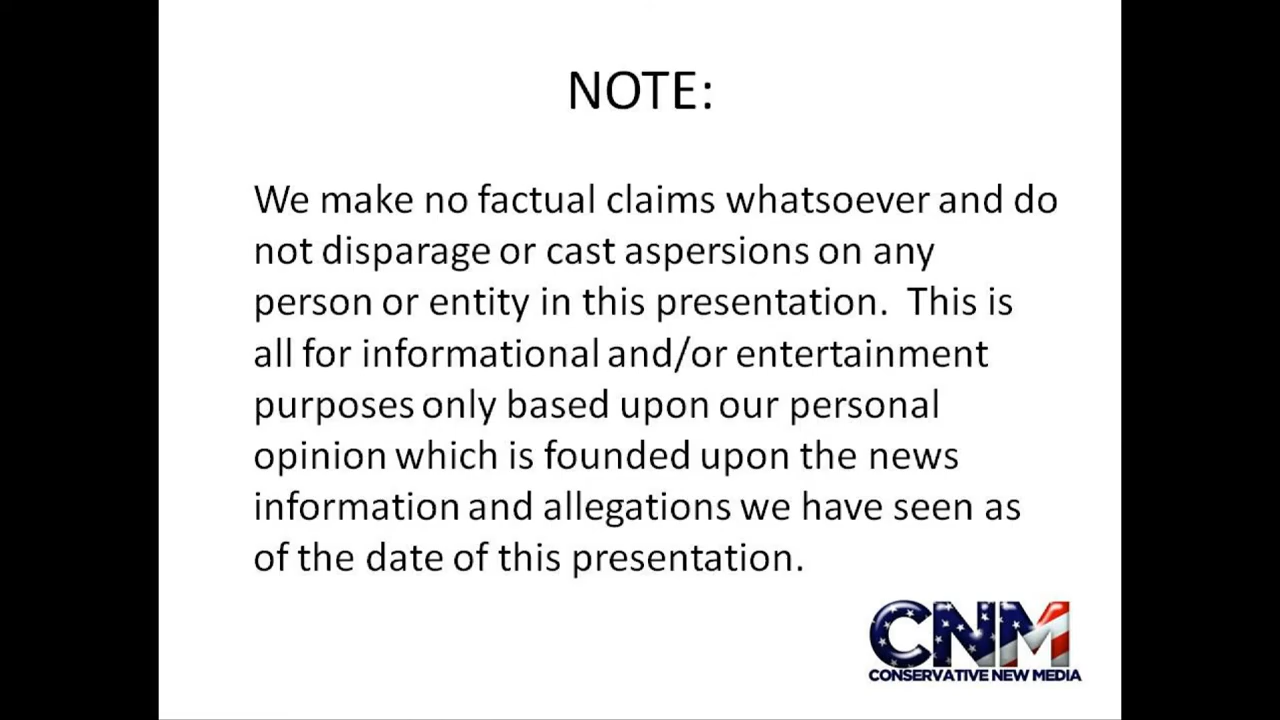 NOTE:
We make no factual claims whatsoever and do
not disparage or cast aspersions on any
person or entity in this presentation.  This is
all for informational and/or entertainment
purposes only based upon our personal
opinion which is founded upon the news
information and allegations we have seen as
of the date of this presentation.
CNM
CONSERVATIVE NEW MEDIA